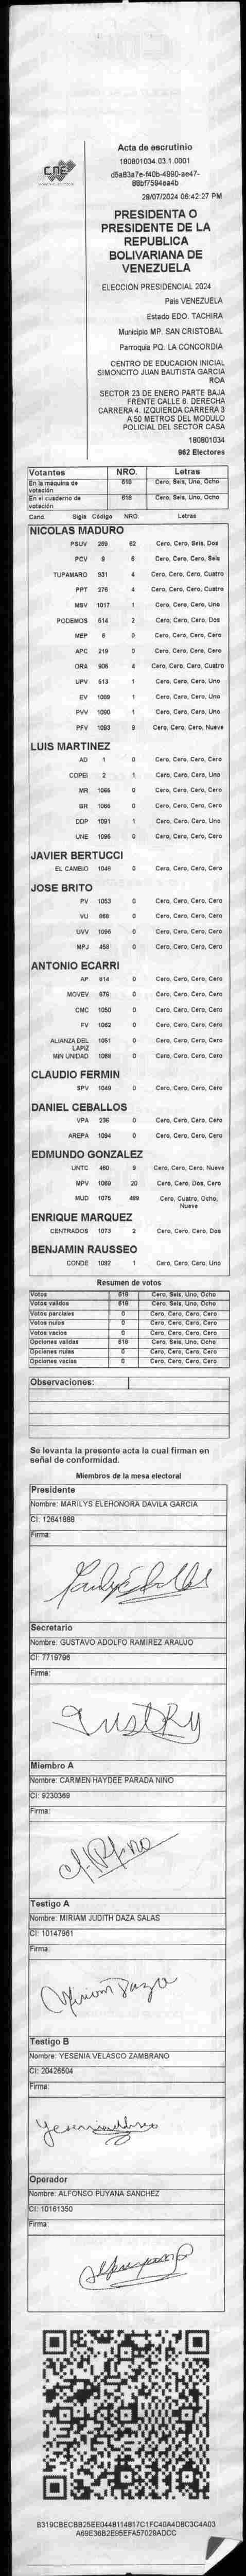 CNE
Acta de escrutinio
180801034.03.1.0001
d5a83a7e-f40b-4990-ae47-
88bf7594ea4b
28/07/2024 06:42:27 PM
PRESIDENTA O
PRESIDENTE DE LA
REPUBLICA
BOLIVARIANA DE
VENEZUELA
ELECCIÓN PRESIDENCIAL 2024
País VENEZUELA
Estado EDO. TACHIRA
Municipio MP. SAN CRISTOBAL
Parroquia PQ. LA CONCORDIA
CENTRO DE EDUCACION INICIAL
SIMONCITO JUAN BAUTISTA GARCIA
ROA
SECTOR 23 DE ENERO PARTE BAJA
FRENTE CALLE 6. DERECHA
CARRERA 4. IZQUIERDA CARRERA 3
A 50 METROS DEL MODULO
POLICIAL DEL SECTOR CASA
180801034
962 Electores
Votantes NRO. Letras
En la máquina de votación 618 Cero, Seis, Uno, Ocho
En el cuaderno de votación 618 Cero, Seis, Uno, Ocho
Cand. Sigla Código NRO. Letras
NICOLAS MADURO
PSUV 269 62 Cero, Cero, Seis, Dos
PCV 9 6 Cero, Cero, Cero, Seis
TUPAMARO 931 4 Cero, Cero, Cero, Cuatro
PPT 276 4 Cero, Cero, Cero, Cuatro
MSV 1017 1 Cero, Cero, Cero, Uno
PODEMOS 614 2 Cero, Cero, Cero, Dos
MEP 6 0 Cero, Cero, Cero, Cero
APC 219 0 Cero, Cero, Cero, Cero
ORA 906 4 Cero, Cero, Cero, Cuatro
UPV 513 1 Cero, Cero, Cero, Uno
EV 1089 1 Cero, Cero, Cero, Uno
PVV 1090 1 Cero, Cero, Cero, Uno
PFV 1093 9 Cero, Cero, Cero, Nueve
LUIS MARTINEZ
AD 1 0 Cero, Cero, Cero, Cero
COPEI 2 1 Cero, Cero, Cero, Uno
MR 1065 0 Cero, Cero, Cero, Cero
BR 1066 0 Cero, Cero, Cero, Cero
DDP 1091 1 Cero, Cero, Cero, Uno
UNE 1096 0 Cero, Cero, Cero, Cero
JAVIER BERTUCCI
EL CAMBIO 1048 0 Cero, Cero, Cero, Cero
JOSE BRITO
PV 1053 0 Cero, Cero, Cero, Cero
VU 868 0 Cero, Cero, Cero, Cero
UVV 1095 0 Cero, Cero, Cero, Cero
MPJ 458 0 Cero, Cero, Cero, Cero
ANTONIO ECARRI
AP 914 0 Cero, Cero, Cero, Cero
MOVEV 976 0 Cero, Cero, Cero, Cero
CMC 1050 0 Cero, Cero, Cero, Cero
FV 1062 0 Cero, Cero, Cero, Cero
ALIANZA DEL LAPIZ 1051 0 Cero, Cero, Cero, Cero
MIN UNIDAD 1088 0 Cero, Cero, Cero, Cero
CLAUDIO FERMIN
SPV 1049 0 Cero, Cero, Cero, Cero
DANIEL CEBALLOS
VPA 236 0 Cero, Cero, Cero, Cero
AREPA 1094 0 Cero, Cero, Cero, Cero
EDMUNDO GONZALEZ
UNTC 460 9 Cero, Cero, Cero, Nueve
MPV 1069 20 Cero, Cero, Dos, Cero
MUD 1076 489 Cero, Cuatro, Ocho, Nueve
ENRIQUE MARQUEZ
CENTRADOS 1073 2 Cero, Cero, Cero, Dos
BENJAMIN RAUSSEO
CONDE 1092 1 Cero, Cero, Cero, Uno
Resumen de votos
Votos 618 Cero, Seis, Uno, Ocho
Votos validos 618 Cero, Seis, Uno, Ocho
Votos parciales 0 Cero, Cero, Cero, Cero
Votos nulos 0 Cero, Cero, Cero, Cero
Votos vacios 0 Cero, Cero, Cero, Cero
Opciones validas 618 Cero, Seis, Uno, Ocho
Opciones nulas 0 Cero, Cero, Cero, Cero
Opciones vacias 0 Cero, Cero, Cero, Cero
Observaciones:
Se levanta la presente acta la cual firman en
señal de conformidad.
Miembros de la mesa electoral
Presidente
Nombre: MARILYS ELEHONORA DAVILA GARCIA
CI: 12641888
Firma:
Secretario
Nombre: GUSTAVO ADOLFO RAMIREZ ARAUJO
CI: 7719796
Firma:
Miembro A
Nombre: CARMEN HAYDEE PARADA NIÑO
CI: 9230369
Firma:
Testigo A
Nombre: MIRIAM JUDITH DAZA SALAS
CI: 10147961
Firma:
Miriam Daza
Testigo B
Nombre: YESENIA VELASCO ZAMBRANO
CI: 20426504
Firma:
Operador
Nombre: ALFONSO PUYANA SANCHEZ
CI: 10161350
Firma:
B319CBECBB25EE0448114817C1FC40A4D8C3C4A03
A69E36B2E95EFA57029ADCC